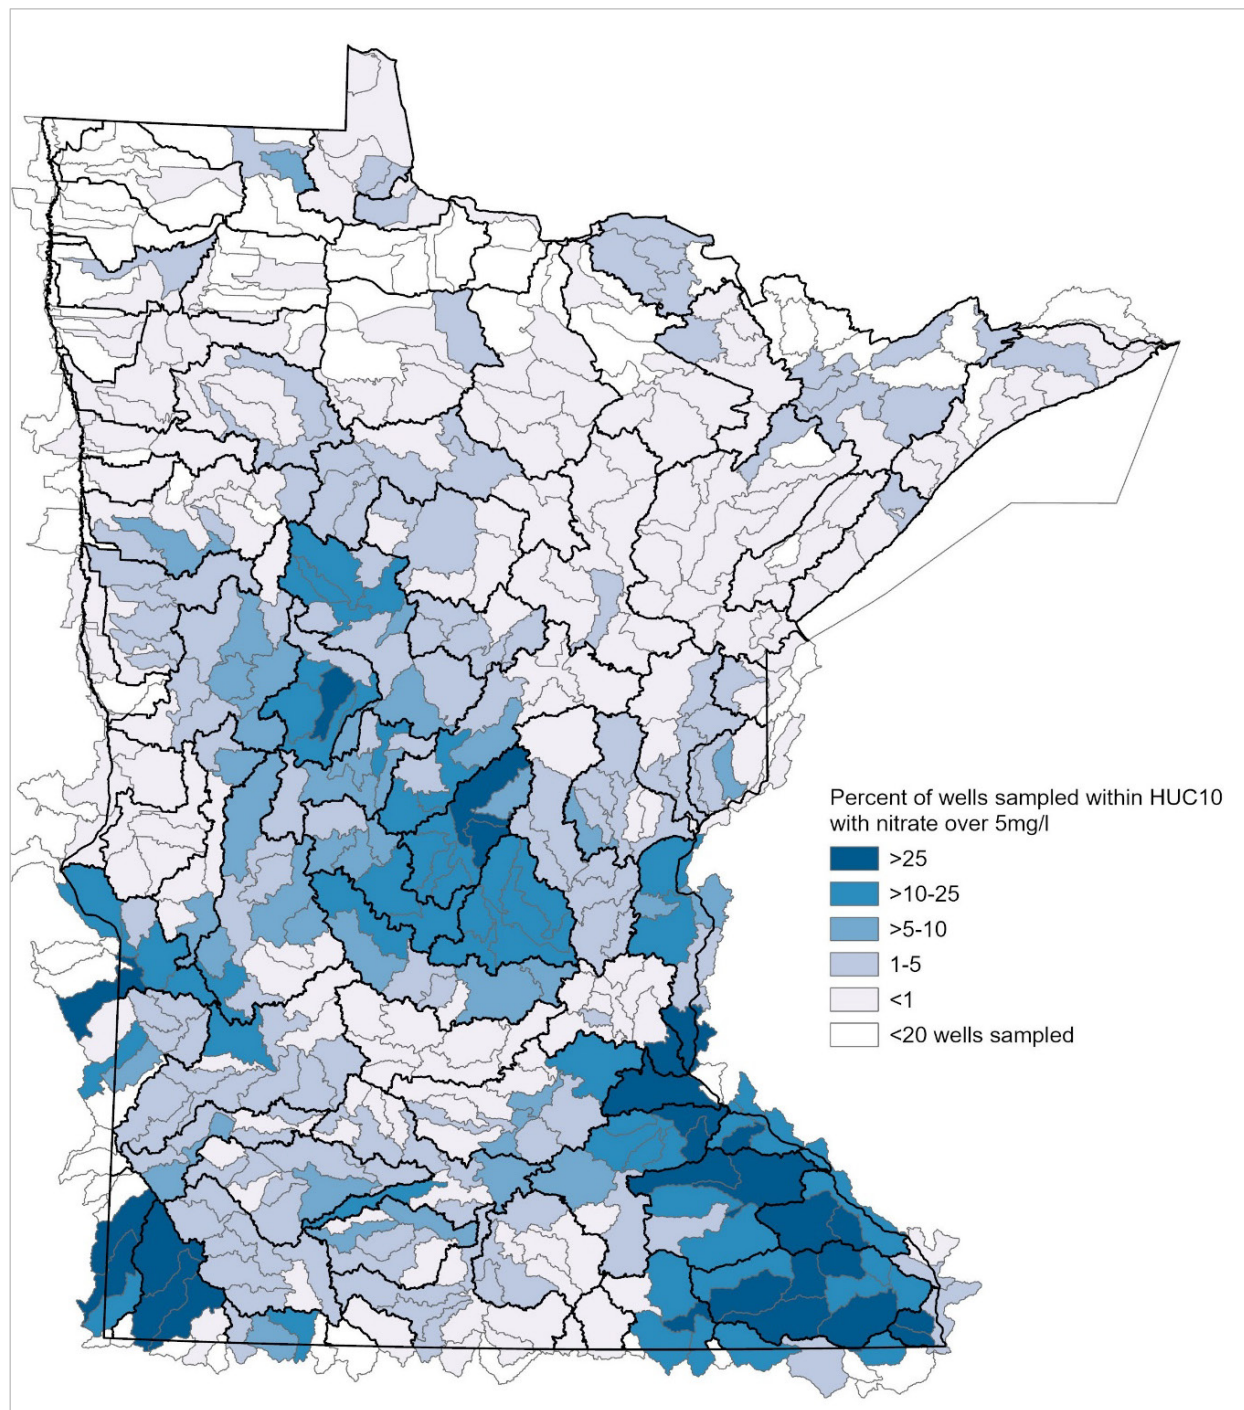 Percent of wells sampled within HUC10
with nitrate over 5mg/l
>25
>10-25
>5-10
1-5
<1
<20 wells sampled